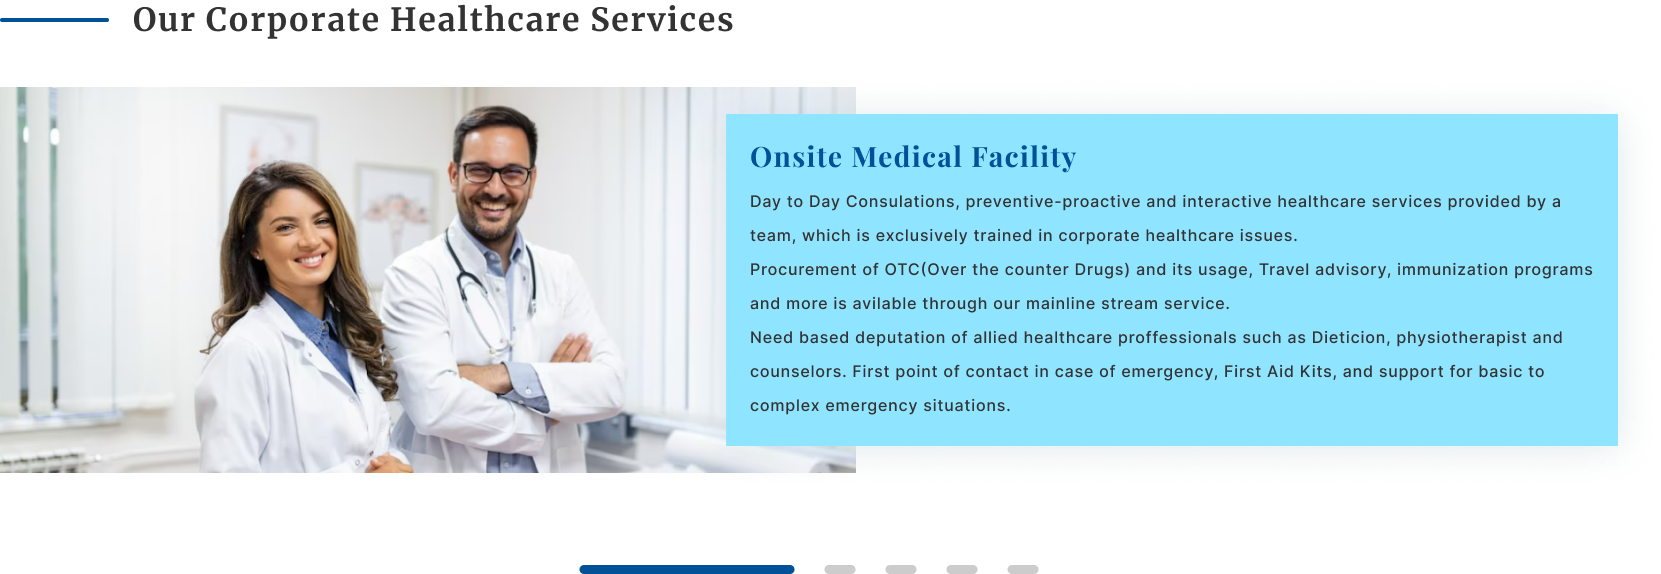 Our Corporate Healthcare Services
Onsite Medical Facility
Day to Day Consulations, preventive-proactive and interactive healthcare services provided by a
team, which is exclusively trained in corporate healthcare issues.
Procurement of OTC(Over the counter Drugs) and its usage, Travel advisory, immunization programs
and more is avilable through our mainline stream service.
Need based deputation of allied healthcare proffessionals such as Dieticion, physiotherapist and
counselors. First point of contact in case of emergency, First Aid Kits, and support for basic to
complex emergency situations.